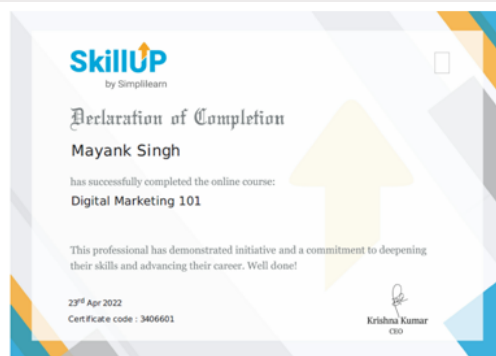 SkillUP
by Simplilearn
Declaration of Completion
Mayank Singh
has successfully completed the online course:
Digital Marketing 101
This professional has demonstrated initiative and a commitment to deepening
their skills and advancing their career. Well done!
23rd Apr 2022
Certificate code : 3406601
Krishna Kumar
CEO